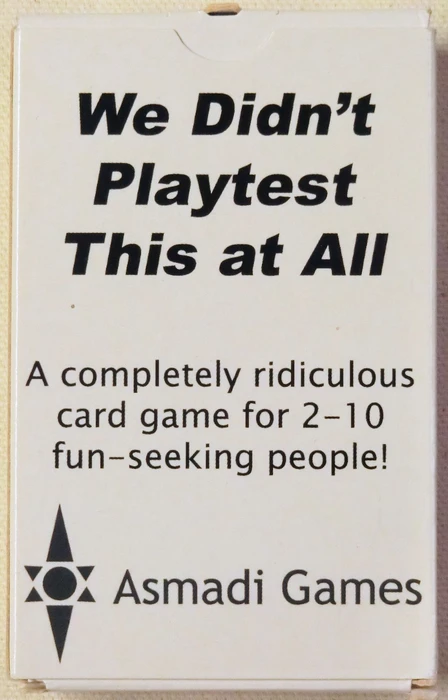 We Didn't
Playtest
This at All
A completely ridiculous
card game for 2-10
fun-seeking people!
Asmadi Games